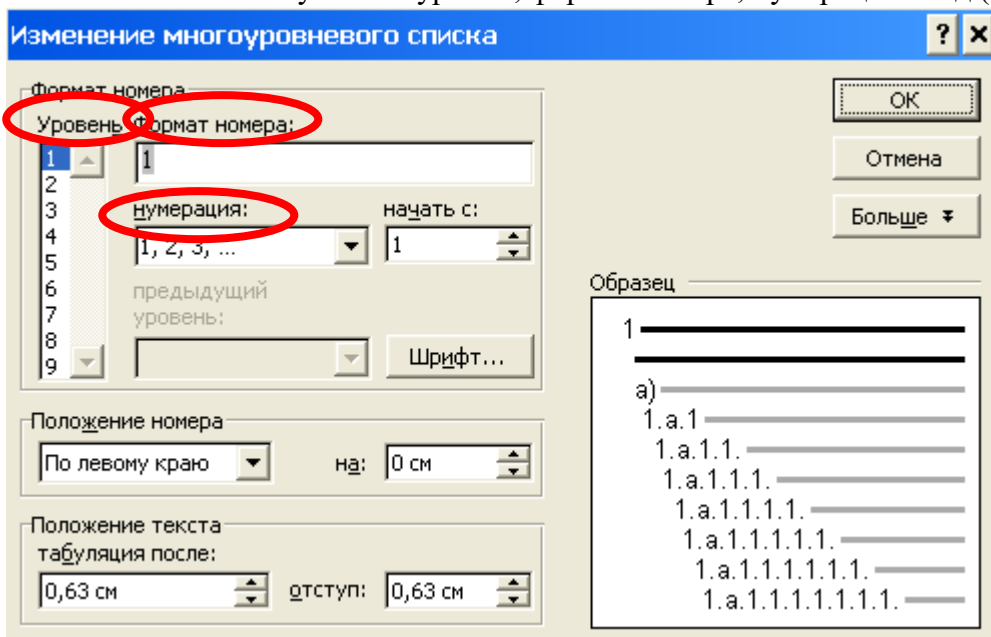 Изменение многоуровневого списка
Формат номера
Уровень Формат номера:
1
2
3
4
5
6
7
8
9
1
нумерация:
начать с:
1, 2, 3, ...
1
предыдущий
уровень:
Шрифт...
Положение номера
По левому краю
на:
0 см
Положение текста
табуляция после:
0,63 см
отступ:
0,63 см
ОК
Отмена
Больше
Образец
1
a)
1.a.1
1.a.1.1.
1.a.1.1.1.
1.a.1.1.1.1.
1.a.1.1.1.1.1.
1.a.1.1.1.1.1.1.
1.a.1.1.1.1.1.1.1.